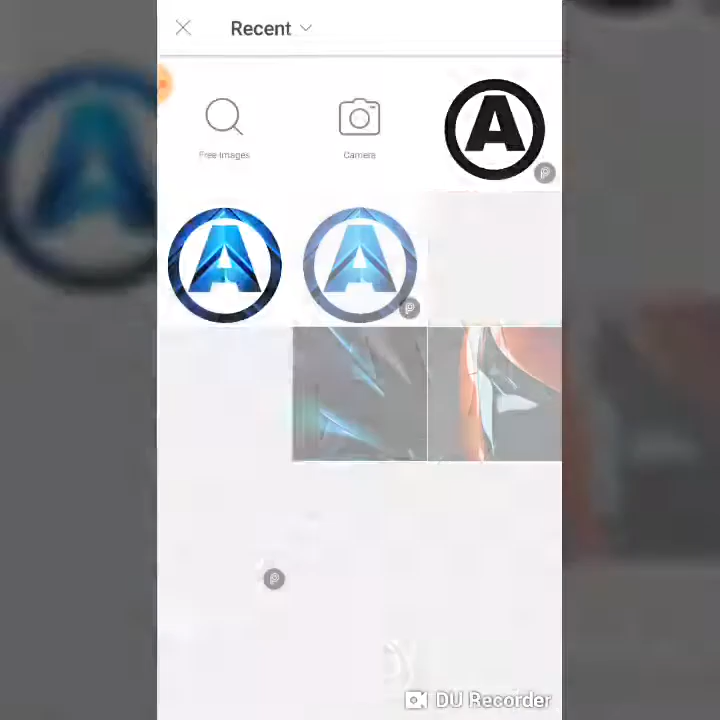 Recent
Free Images
Camera
A
A
A
DU Recorder